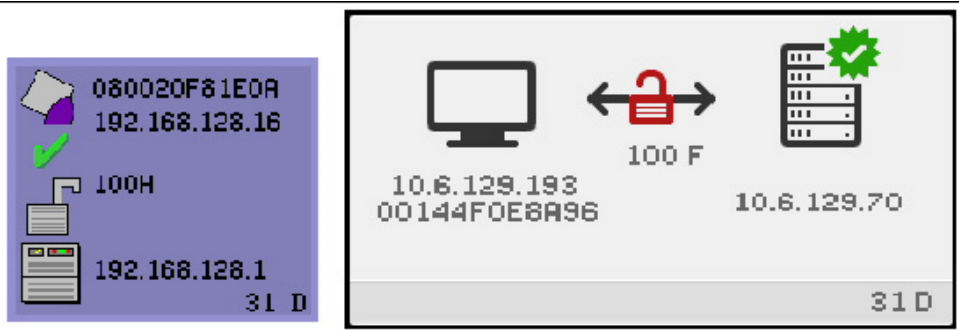 080020F81E0A
192.168.128.16
100H
192.168.128.1
31 D
100 F
10.6.129.193
00144F0E8A96
10.6.129.70
31 D